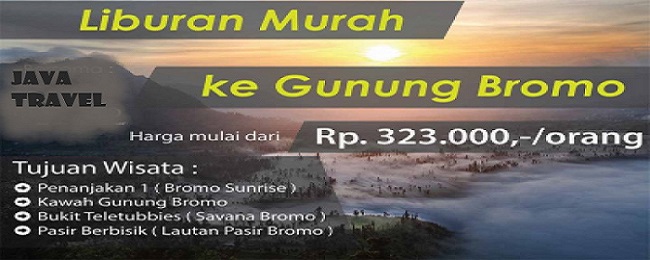 Liburan Murah
ke Gunung Bromo
JAVA
TRAVEL
Harga mulai dari Rp. 323.000,-/orang
Tujuan Wisata :
Penanjakan 1 ( Bromo Sunrise )
Kawah Gunung Bromo
Bukit Teletubbies ( Savana Bromo )
Pasir Berbisik ( Lautan Pasir Bromo )